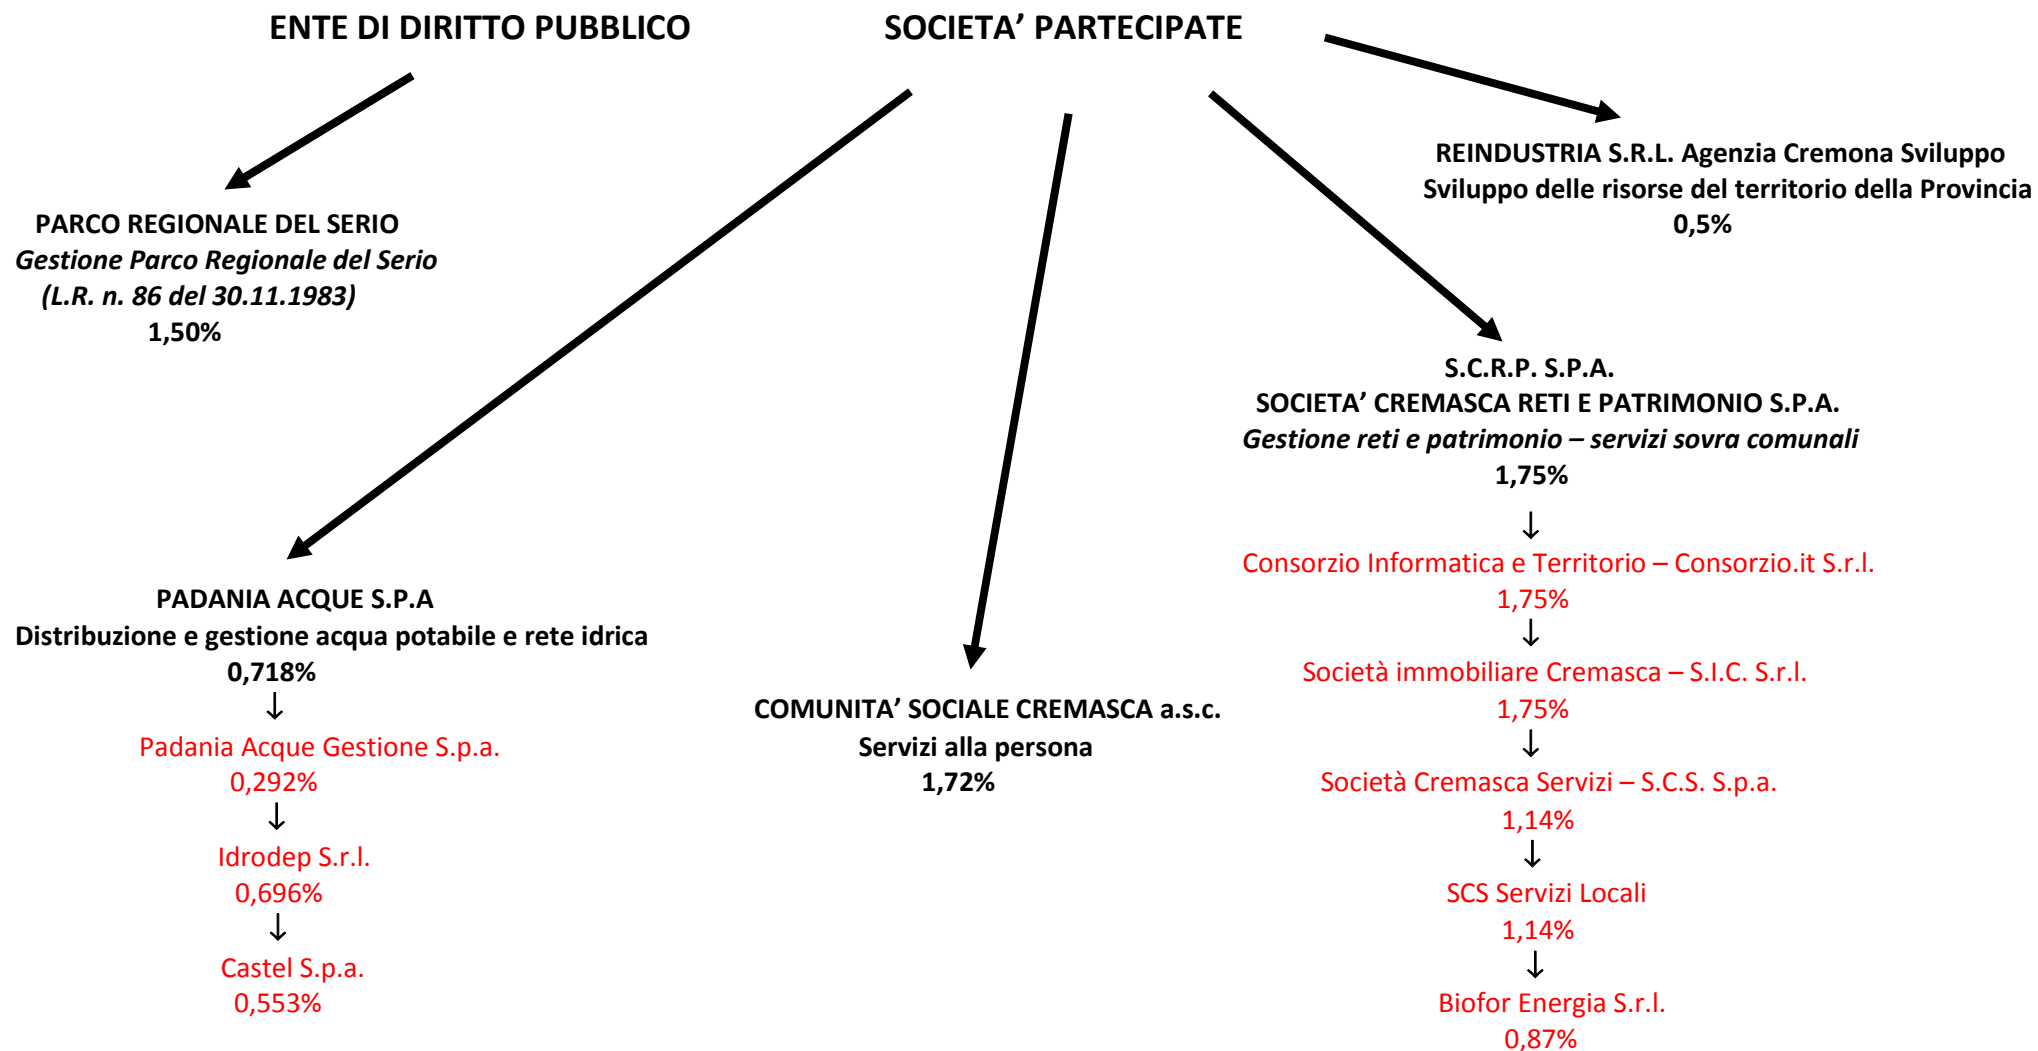 ENTE DI DIRITTO PUBBLICO
SOCIETA’ PARTECIPATE
REINDUSTRIA S.R.L. Agenzia Cremona Sviluppo
Sviluppo delle risorse del territorio della Provincia
0,5%
PARCO REGIONALE DEL SERIO
Gestione Parco Regionale del Serio
(L.R. n. 86 del 30.11.1983)
1,50%
S.C.R.P. S.P.A.
SOCIETA’ CREMASCA RETI E PATRIMONIO S.P.A.
Gestione reti e patrimonio – servizi sovra comunali
1,75%
↓
Consorzio Informatica e Territorio – Consorzio.it S.r.l.
1,75%
↓
Società immobiliare Cremasca – S.I.C. S.r.l.
1,75%
↓
Società Cremasca Servizi – S.C.S. S.p.a.
1,14%
↓
SCS Servizi Locali
1,14%
↓
Biofor Energia S.r.l.
0,87%
PADANIA ACQUE S.P.A
Distribuzione e gestione acqua potabile e rete idrica
0,718%
↓
Padania Acque Gestione S.p.a.
0,292%
↓
Idrodep S.r.l.
0,696%
↓
Castel S.p.a.
0,553%
COMUNITA’ SOCIALE CREMASCA a.s.c.
Servizi alla persona
1,72%